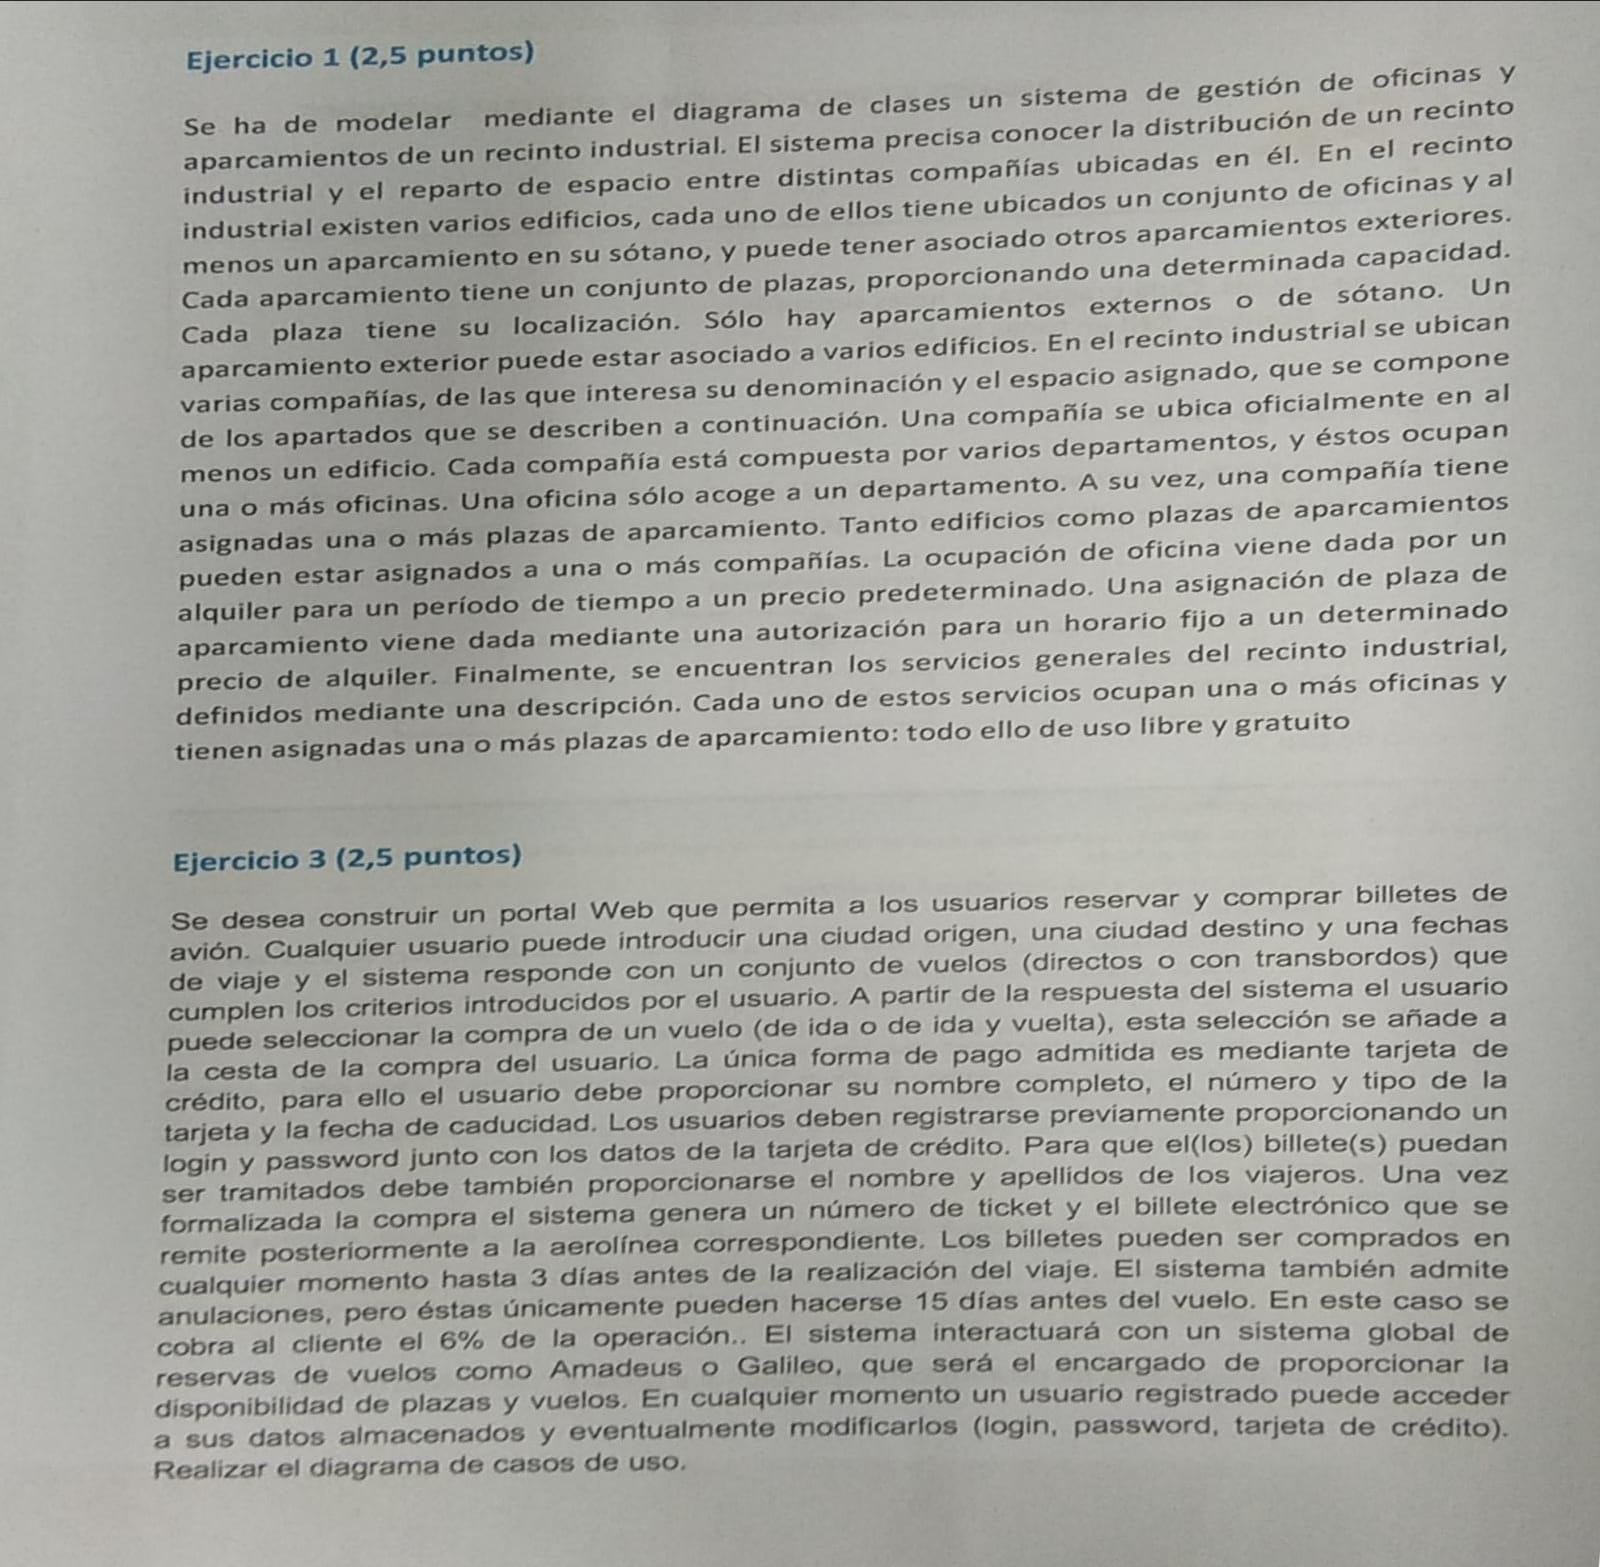 Ejercicio 1 (2,5 puntos)
Se ha de modelar mediante el diagrama de clases un sistema de gestión de oficinas y
aparcamientos de un recinto industrial. El sistema precisa conocer la distribución de un recinto
industrial y el reparto de espacio entre distintas compañías ubicadas en él. En el recinto
industrial existen varios edificios, cada uno de ellos tiene ubicados un conjunto de oficinas y al
menos un aparcamiento en su sótano, y puede tener asociado otros aparcamientos exteriores.
Cada aparcamiento tiene un conjunto de plazas, proporcionando una determinada capacidad.
Cada plaza tiene su localización. Sólo hay aparcamientos externos o de sótano. Un
aparcamiento exterior puede estar asociado a varios edificios. En el recinto industrial se ubican
varias compañías, de las que interesa su denominación y el espacio asignado, que se compone
de los apartados que se describen a continuación. Una compañía se ubica oficialmente en al
menos un edificio. Cada compañía está compuesta por varios departamentos, y éstos ocupan
una o más oficinas. Una oficina sólo acoge a un departamento. A su vez, una compañía tiene
asignadas una o más plazas de aparcamiento. Tanto edificios como plazas de aparcamientos
pueden estar asignados a una o más compañías. La ocupación de oficina viene dada por un
alquiler para un período de tiempo a un precio predeterminado. Una asignación de plaza de
aparcamiento viene dada mediante una autorización para un horario fijo a un determinado
precio de alquiler. Finalmente, se encuentran los servicios generales del recinto industrial,
definidos mediante una descripción. Cada uno de estos servicios ocupan una o más oficinas y
tienen asignadas una o más plazas de aparcamiento: todo ello de uso libre y gratuito
Ejercicio 3 (2,5 puntos)
Se desea construir un portal Web que permita a los usuarios reservar y comprar billetes de
avión. Cualquier usuario puede introducir una ciudad origen, una ciudad destino y una fechas
de viaje y el sistema responde con un conjunto de vuelos (directos o con transbordos) que
cumplen los criterios introducidos por el usuario. A partir de la respuesta del sistema el usuario
puede seleccionar la compra de un vuelo (de ida o de ida y vuelta), esta selección se añade a
la cesta de la compra del usuario. La única forma de pago admitida es mediante tarjeta de
crédito, para ello el usuario debe proporcionar su nombre completo, el número y tipo de la
tarjeta y la fecha de caducidad. Los usuarios deben registrarse previamente proporcionando un
login y password junto con los datos de la tarjeta de crédito. Para que el(los) billete(s) puedan
ser tramitados debe también proporcionarse el nombre y apellidos de los viajeros. Una vez
formalizada la compra el sistema genera un número de ticket y el billete electrónico que se
remite posteriormente a la aerolínea correspondiente. Los billetes pueden ser comprados en
cualquier momento hasta 3 días antes de la realización del viaje. El sistema también admite
anulaciones, pero éstas únicamente pueden hacerse 15 días antes del vuelo. En este caso se
cobra al cliente el 6% de la operación.. El sistema interactuará con un sistema global de
reservas de vuelos como Amadeus o Galileo, que será el encargado de proporcionar la
disponibilidad de plazas y vuelos. En cualquier momento un usuario registrado puede acceder
a sus datos almacenados y eventualmente modificarlos (login, password, tarjeta de crédito).
Realizar el diagrama de casos de uso.